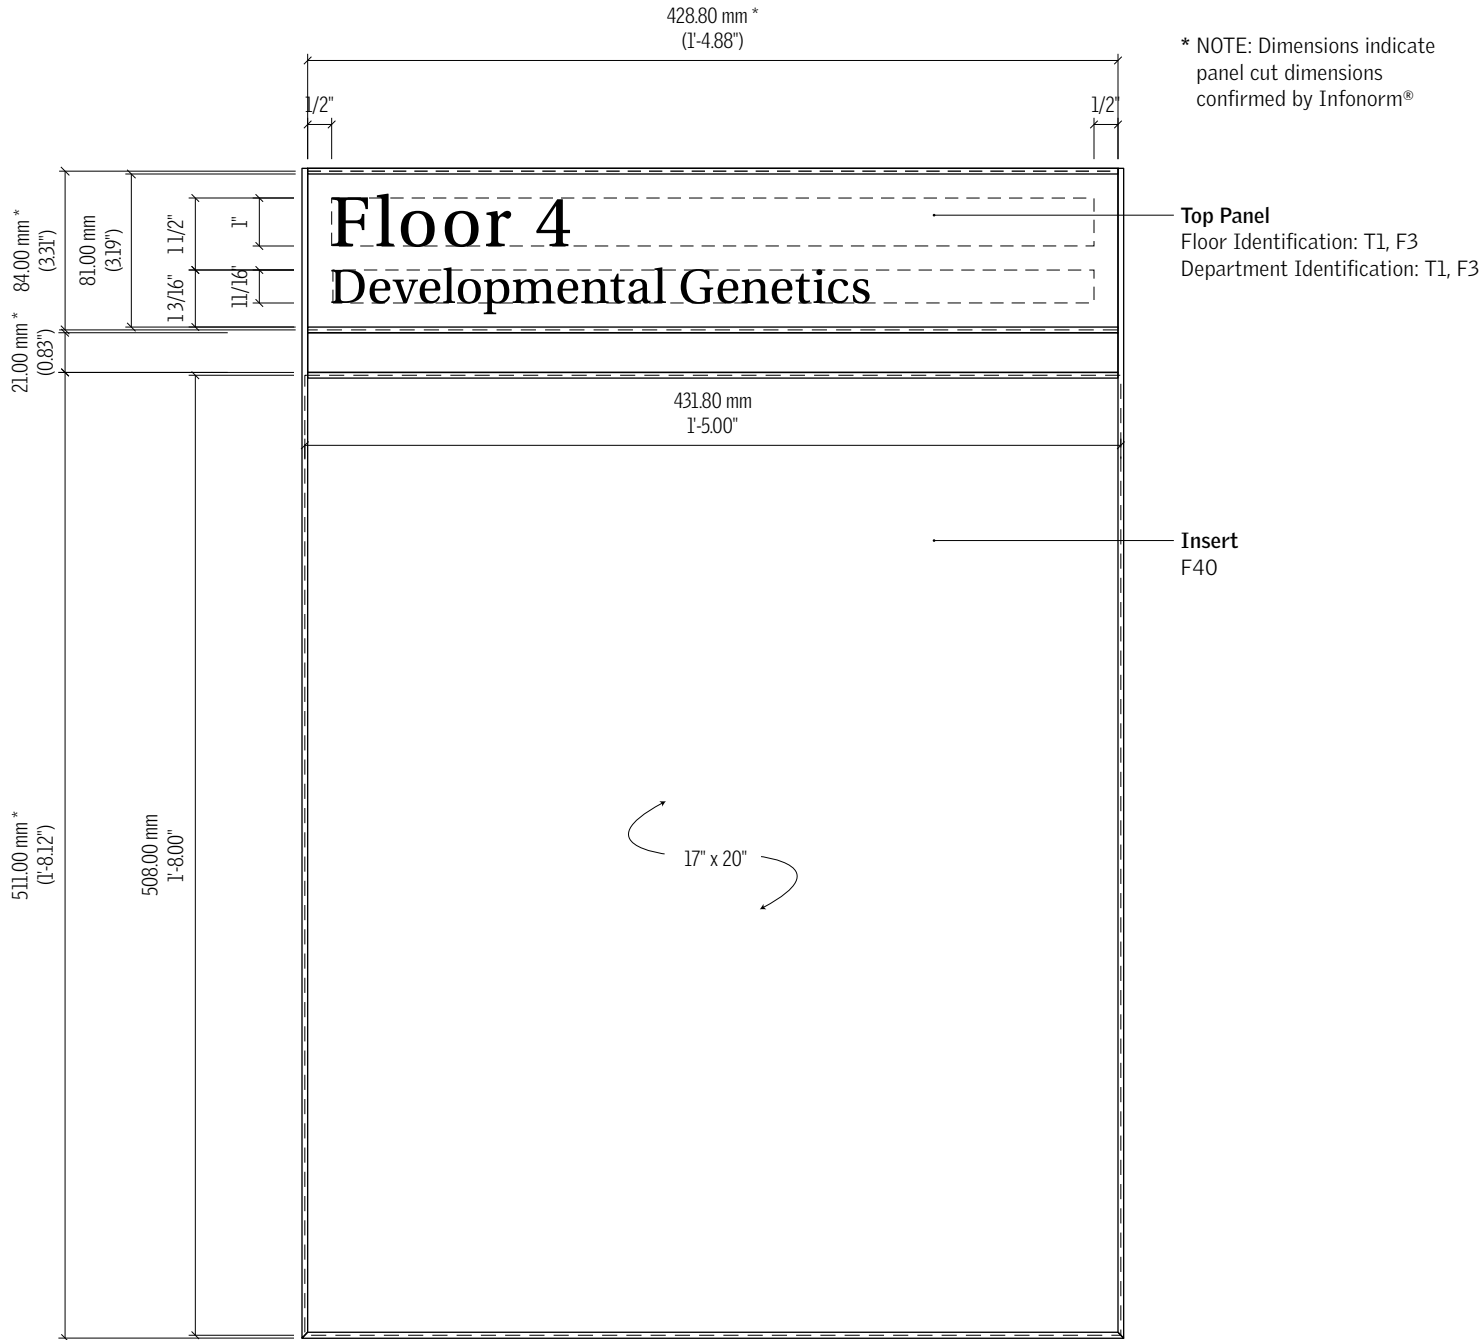 428.80 mm *
(1'-4.88")
* NOTE: Dimensions indicate
panel cut dimensions
confirmed by Infonorm®
1/2"
1/2"
84.00 mm *
(3.31")
81.00 mm
(3.19")
1 1/2"
1"
Floor 4
Top Panel
Floor Identification: T1, F3
Department Identification: T1, F3
1 3/16"
11/16"
Developmental Genetics
21.00 mm *
(0.83")
431.80 mm
1'-5.00"
Insert
F40
511.00 mm *
(1'-8.12")
508.00 mm
1'-8.00"
17" x 20"